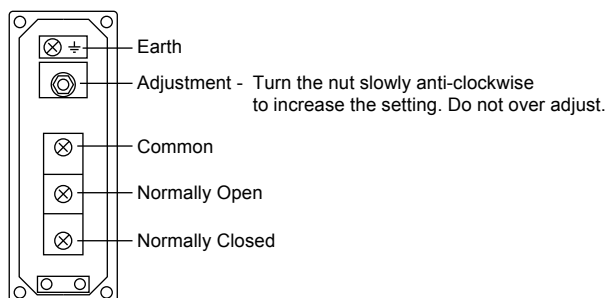 Earth
Adjustment - Turn the nut slowly anti-clockwise
to increase the setting. Do not over adjust.
Common
Normally Open
Normally Closed